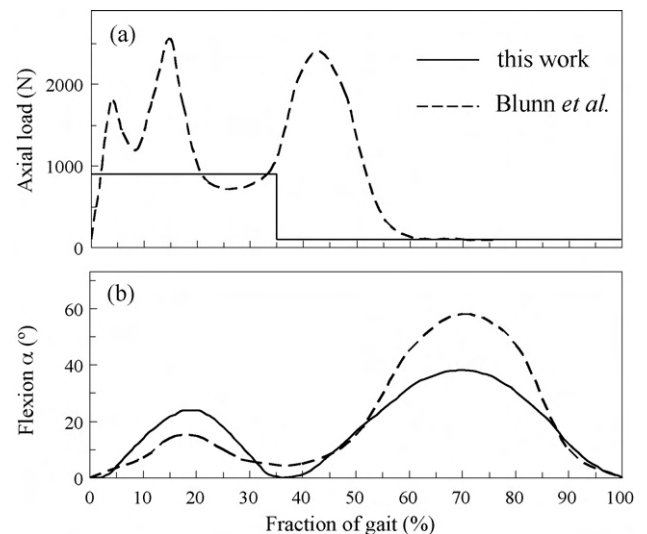 (a)
this work
Blunn et al.
Axial load (N)
2000
1000
0
(b)
Flexion α (°)
60
40
20
0
0 10 20 30 40 50 60 70 80 90 100
Fraction of gait (%)